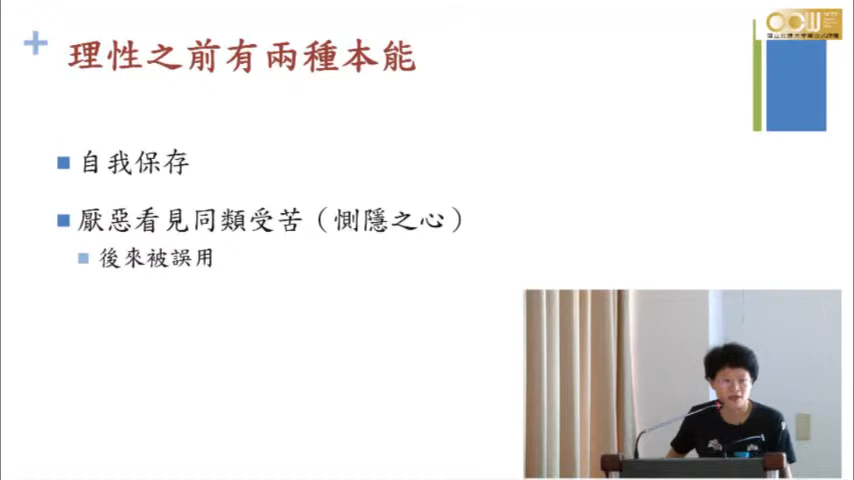 理性之前有兩種本能
自我保存
厭惡看見同類受苦（惻隱之心）
後來被誤用